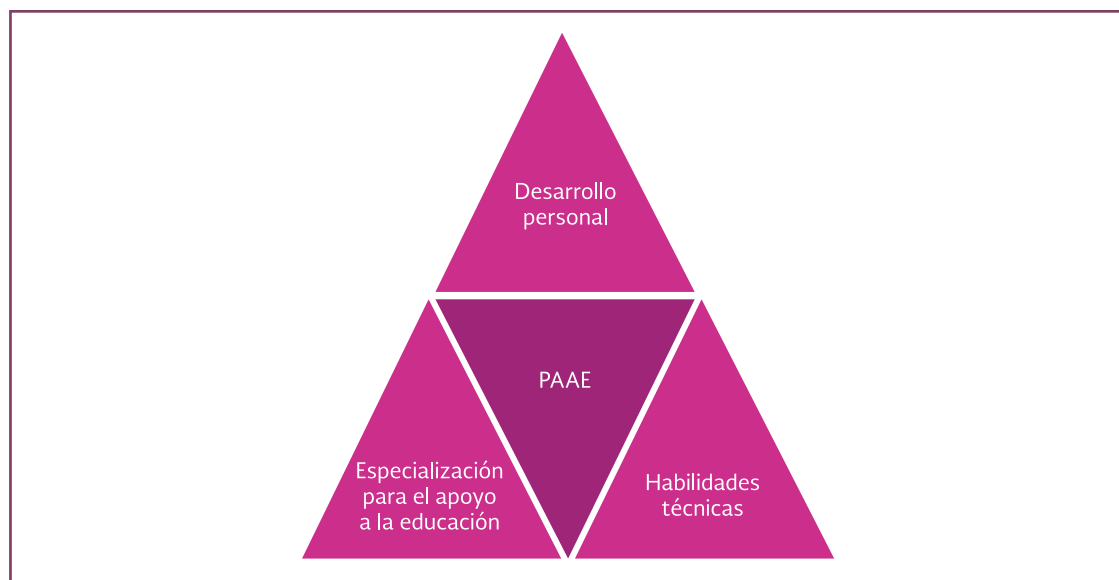 Desarrollo
personal
PAAE
Especialización
para el apoyo
a la educación
Habilidades
técnicas